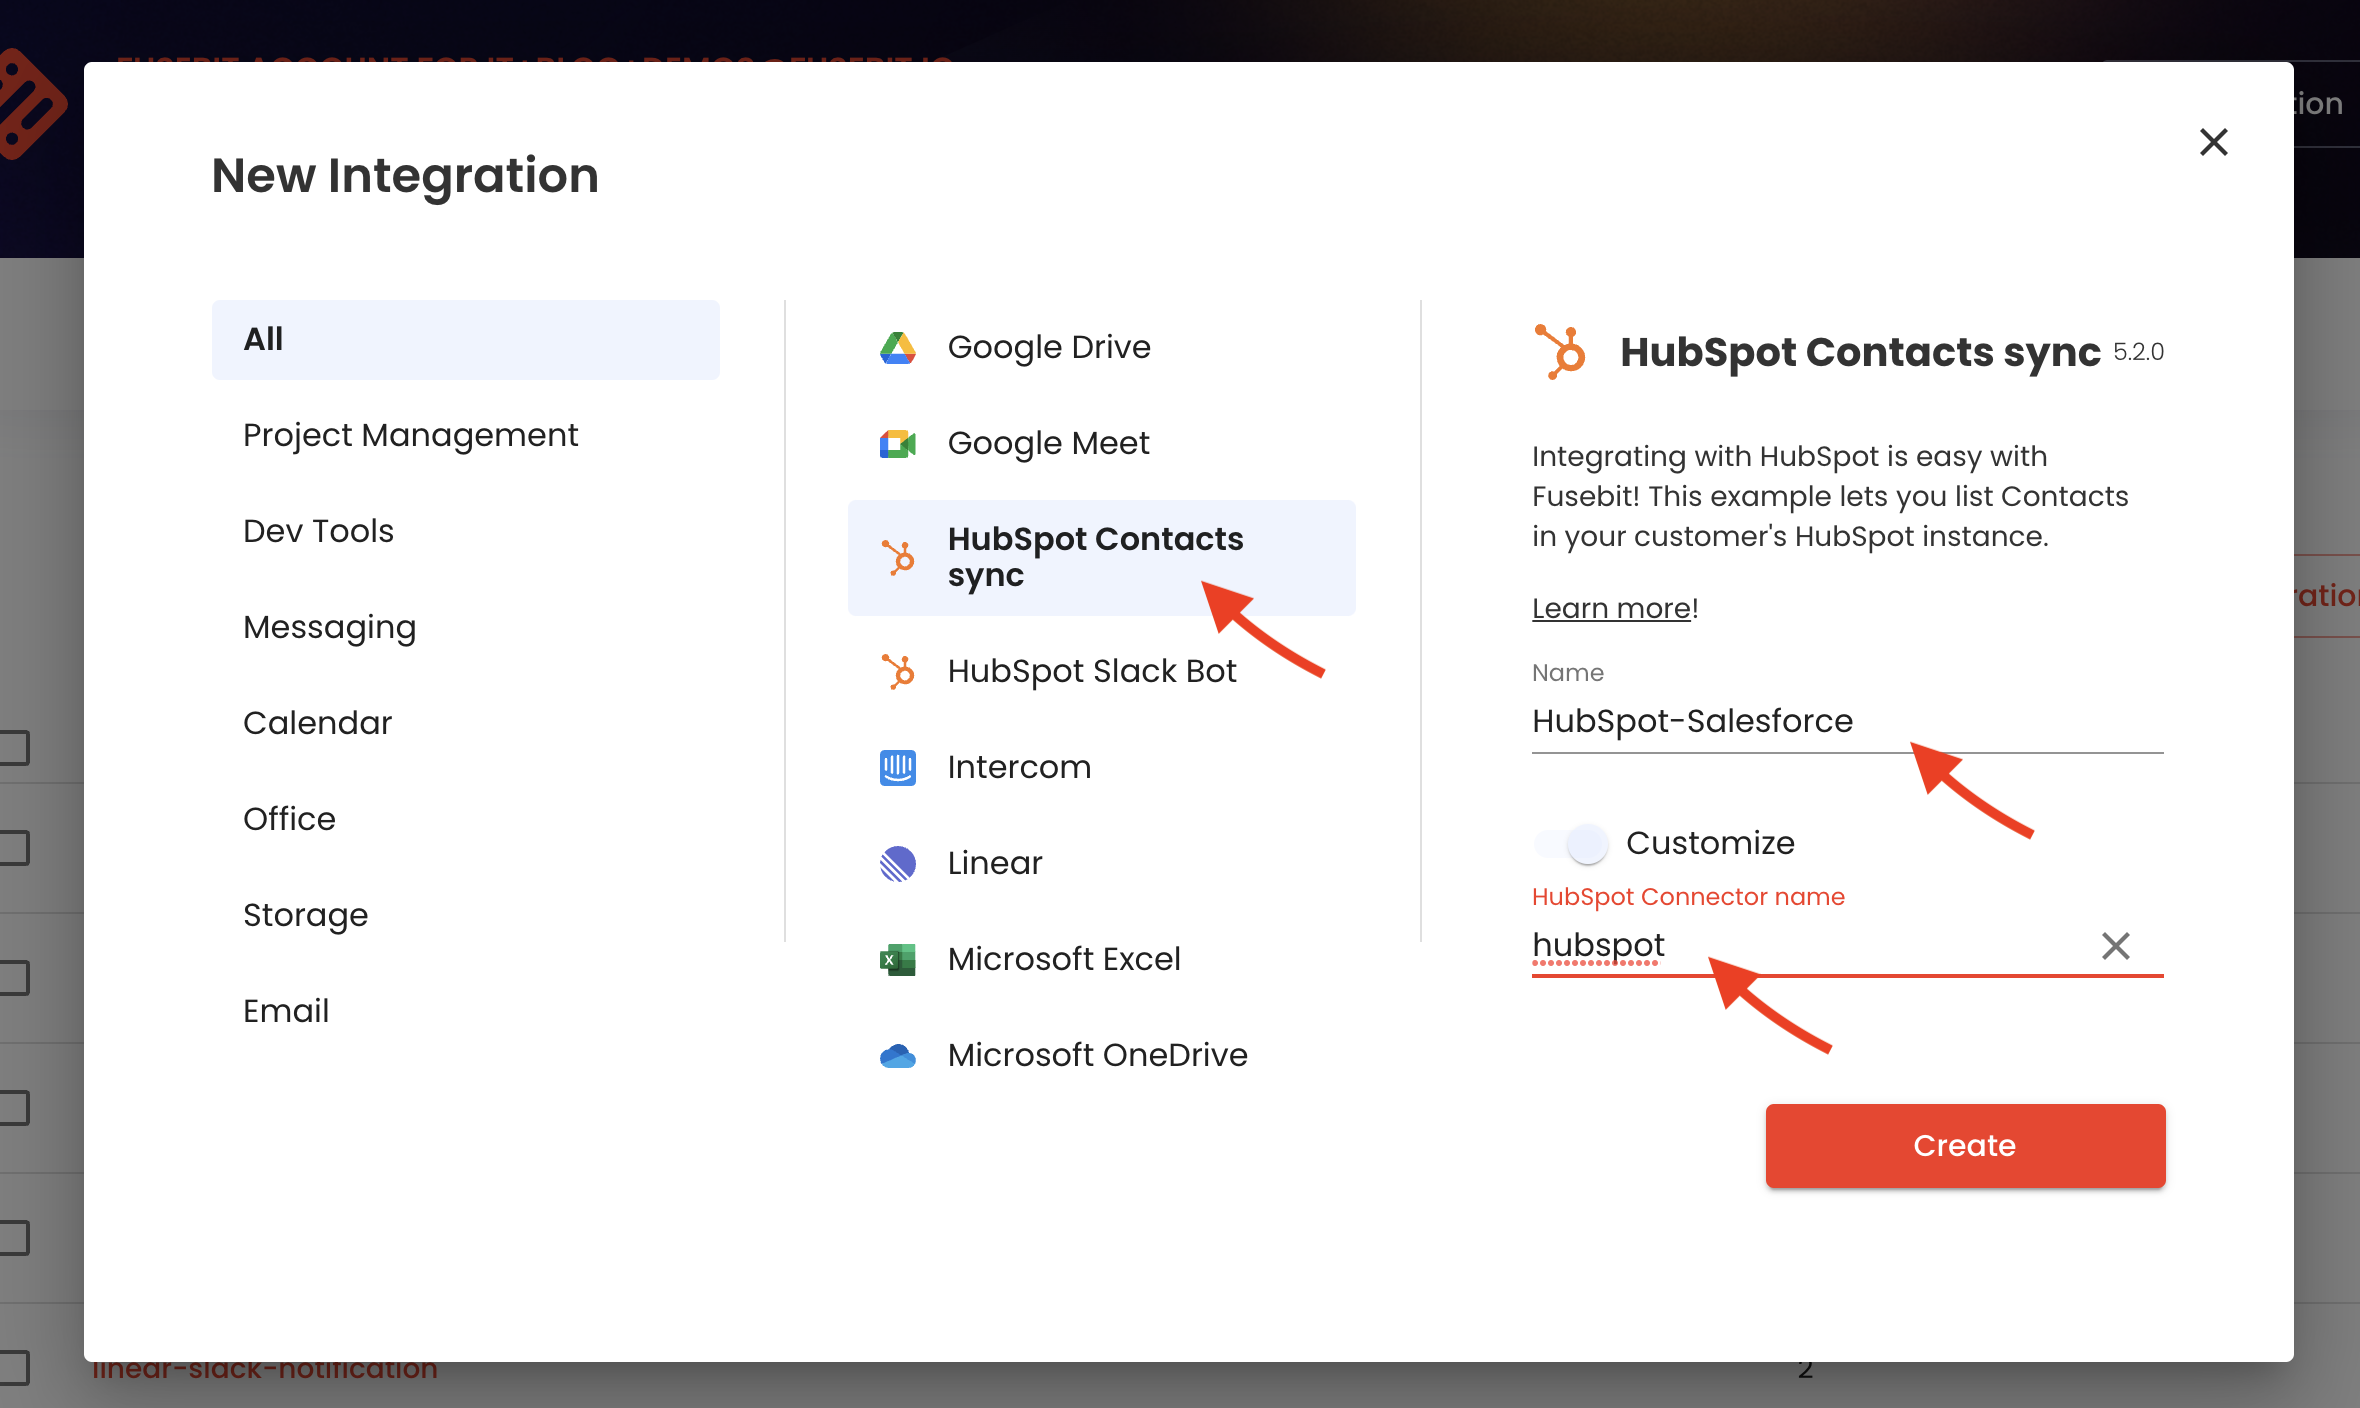 New Integration
All
Project Management
Dev Tools
Messaging
Calendar
Office
Storage
Email
Google Drive
Google Meet
HubSpot Contacts
sync
HubSpot Slack Bot
Intercom
Linear
Microsoft Excel
Microsoft OneDrive
HubSpot Contacts sync 5.2.0
Integrating with HubSpot is easy with
Fusebit! This example lets you list Contacts
in your customer's HubSpot instance.
Learn more!
Name
HubSpot-Salesforce
Customize
HubSpot Connector name
hubspot
Create
linear-slack-notification
2